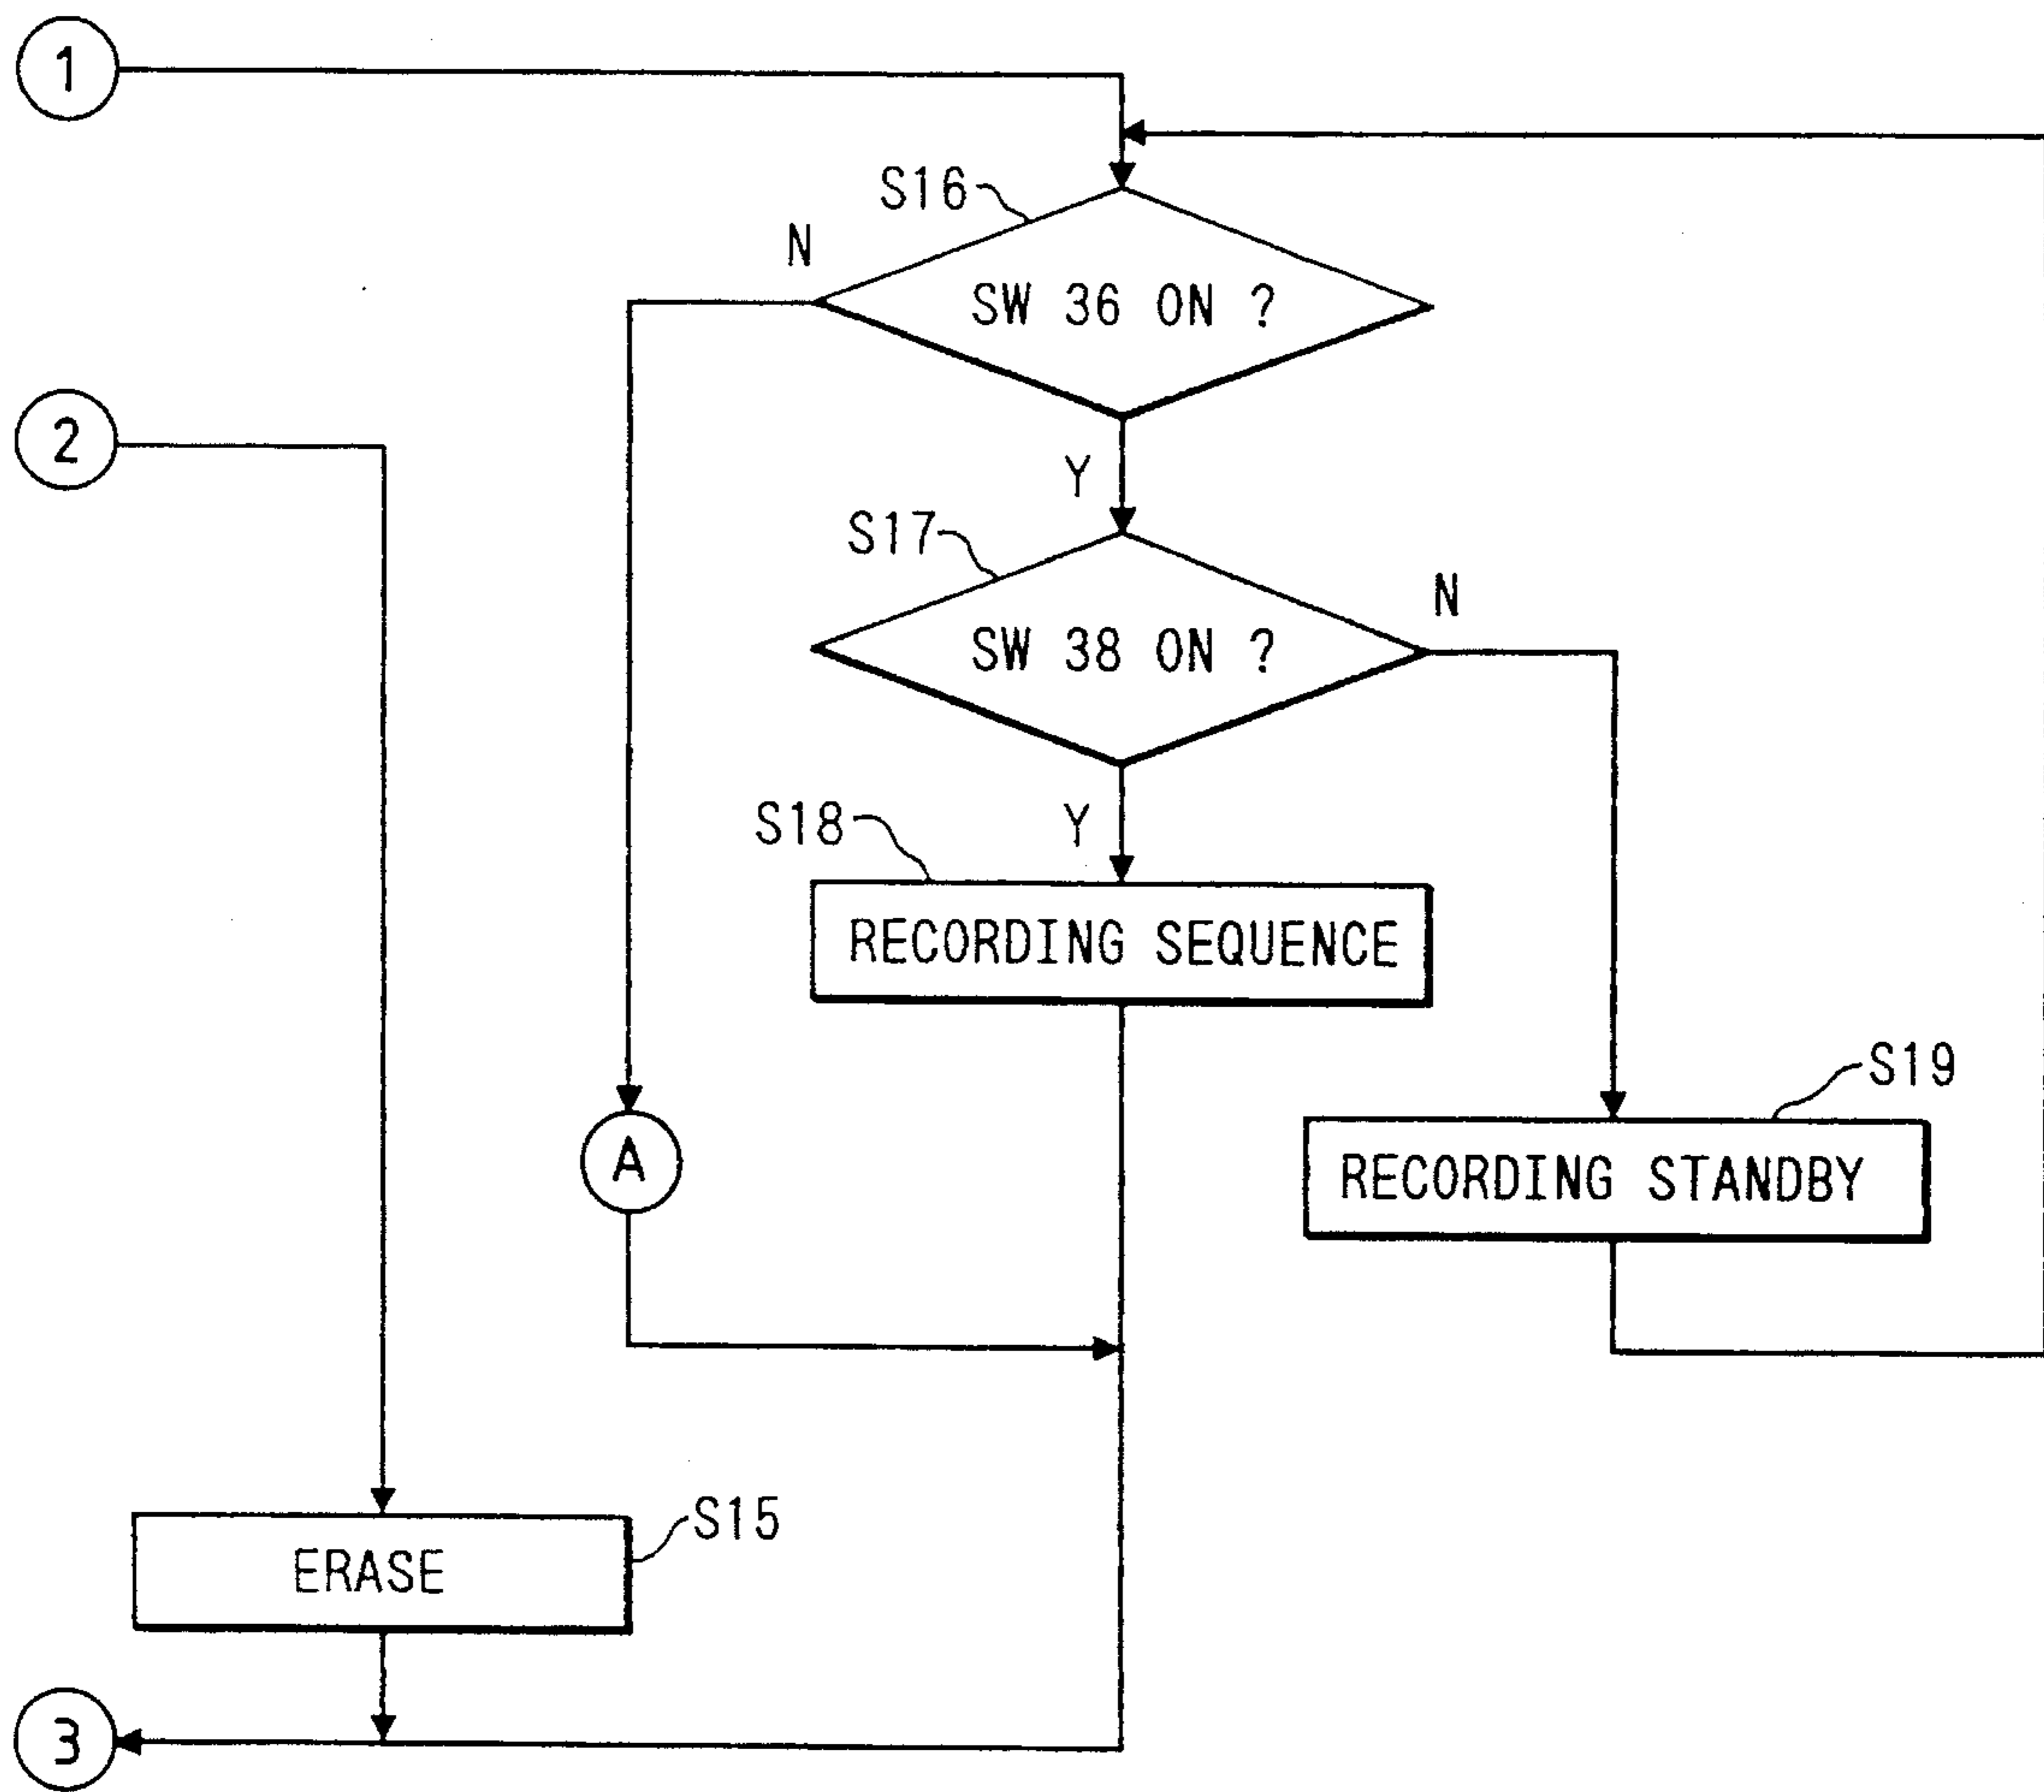 1
S16
N
SW 36 ON ?
2
Y
S17
N
SW 38 ON ?
S18
Y
RECORDING SEQUENCE
S19
A
RECORDING STANDBY
S15
ERASE
3